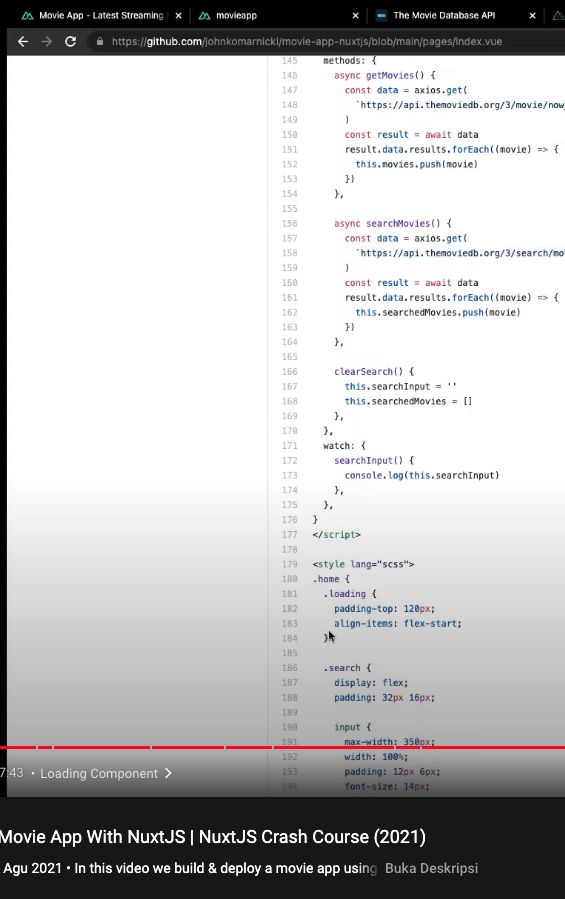 Movie App - Latest Streaming
movieapp
The Movie Database API
https://github.com/johnkomarnicki/movie-app-nuxtjs/blob/main/pages/index.vue
145 methods: {
146 async getMovies() {
147 const data = axios.get(
148 `https://api.themoviedb.org/3/movie/now_
149 )
150 const result = await data
151 result.data.results.forEach((movie) => {
152 this.movies.push(movie)
153 })
154 },
155
156 async searchMovies() {
157 const data = axios.get(
158 `https://api.themoviedb.org/3/search/mov
159 )
160 const result = await data
161 result.data.results.forEach((movie) => {
162 this.searchedMovies.push(movie)
163 })
164 },
165
166 clearSearch() {
167 this.searchInput = ''
168 this.searchedMovies = []
169 },
170 },
171 watch: {
172 searchInput() {
173 console.log(this.searchInput)
174 },
175 },
176 }
177 </script>
178
179 <style lang="scss">
180 .home {
181 .loading {
182 padding-top: 120px;
183 align-items: flex-start;
184 }
185
186 .search {
187 display: flex;
188 padding: 32px 16px;
189
190 input {
191 max-width: 350px;
192 width: 100%;
193 padding: 12px 6px;
194 font-size: 14px;
7:43 • Loading Component
Movie App With NuxtJS | NuxtJS Crash Course (2021)
Agu 2021 • In this video we build & deploy a movie app using Buka Deskripsi